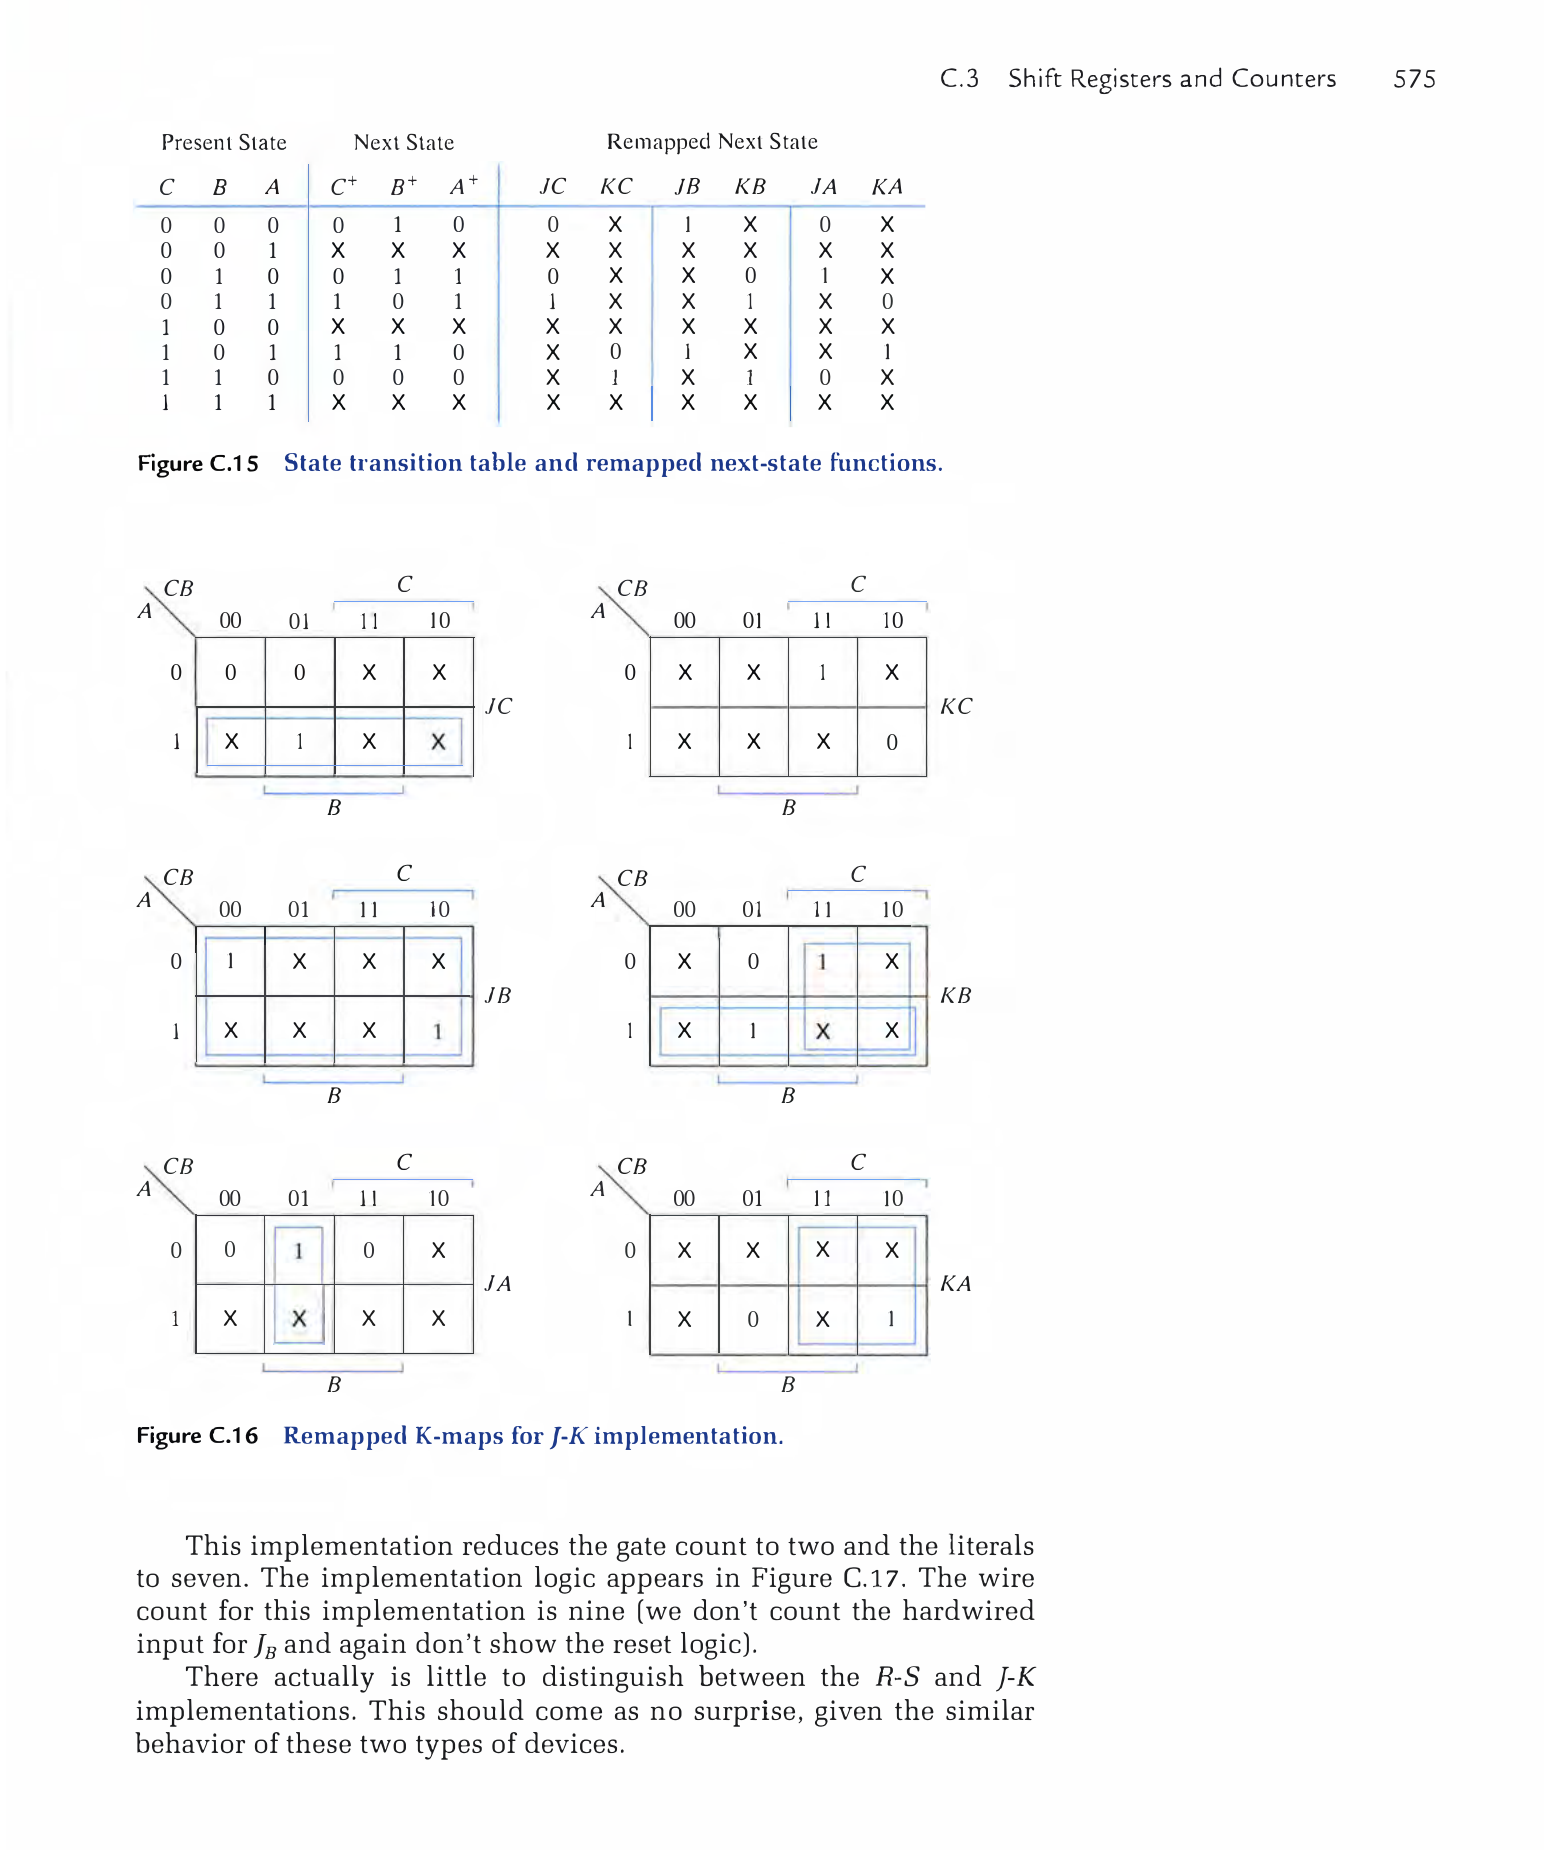 C.3 Shift Registers and Counters 575
Present State Next State Remapped Next State
C B A C+ B+ A+ JC KC JB KB JA KA
0 0 0 0 1 0 0 X 1 X 0 X
0 0 1 X X X X X X X X X
0 1 0 0 1 1 0 X X 0 1 X
0 1 1 1 0 1 1 X X 1 X 0
1 0 0 X X X X X X X X X
1 0 1 1 1 0 X 0 1 X X 1
1 1 0 0 0 0 X 1 X 1 0 X
1 1 1 X X X X X X X X X
Figure C.15 State transition table and remapped next-state functions.
CB C
A 00 01 11 10
0 0 0 X X
JC
1 X 1 X X
B
CB C
A 00 01 11 10
0 X X 1 X
KC
1 X X X 0
B
CB C
A 00 01 11 10
0 1 X X X
JB
1 X X X 1
B
CB C
A 00 01 11 10
0 X 0 1 X
KB
1 X 1 X X
B
CB C
A 00 01 11 10
0 0 1 0 X
JA
1 X X X X
B
CB C
A 00 01 11 10
0 X X X X
KA
1 X 0 X 1
B
Figure C.16 Remapped K-maps for J-K implementation.
This implementation reduces the gate count to two and the literals
to seven. The implementation logic appears in Figure C.17. The wire
count for this implementation is nine (we don't count the hardwired
input for JB and again don't show the reset logic).
There actually is little to distinguish between the R-S and J-K
implementations. This should come as no surprise, given the similar
behavior of these two types of devices.